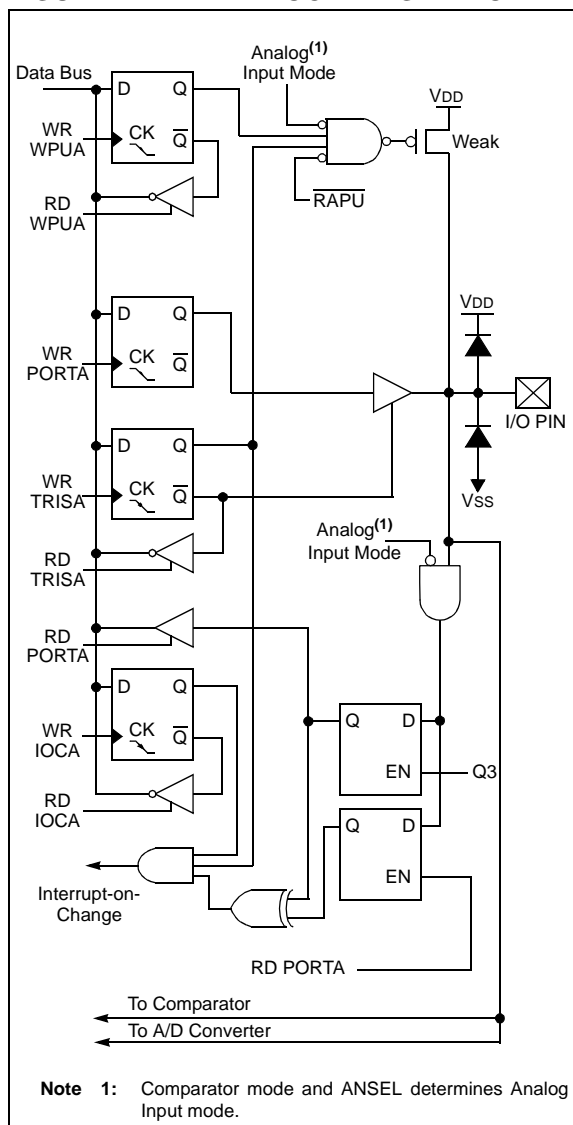 Analog(1)
Input Mode
Data Bus
D Q
VDD
WR
WPUA
CK Q
Weak
RD
WPUA
RAPU
D Q
VDD
WR
PORTA
CK Q
I/O PIN
D Q
WR
TRISA
CK Q
VSS
Analog(1)
Input Mode
RD
TRISA
RD
PORTA
D Q
Q D
WR
IOCA
CK Q
EN Q3
RD
IOCA
Q D
EN
Interrupt-on-
Change
RD PORTA
To Comparator
To A/D Converter
Note 1: Comparator mode and ANSEL determines Analog
Input mode.